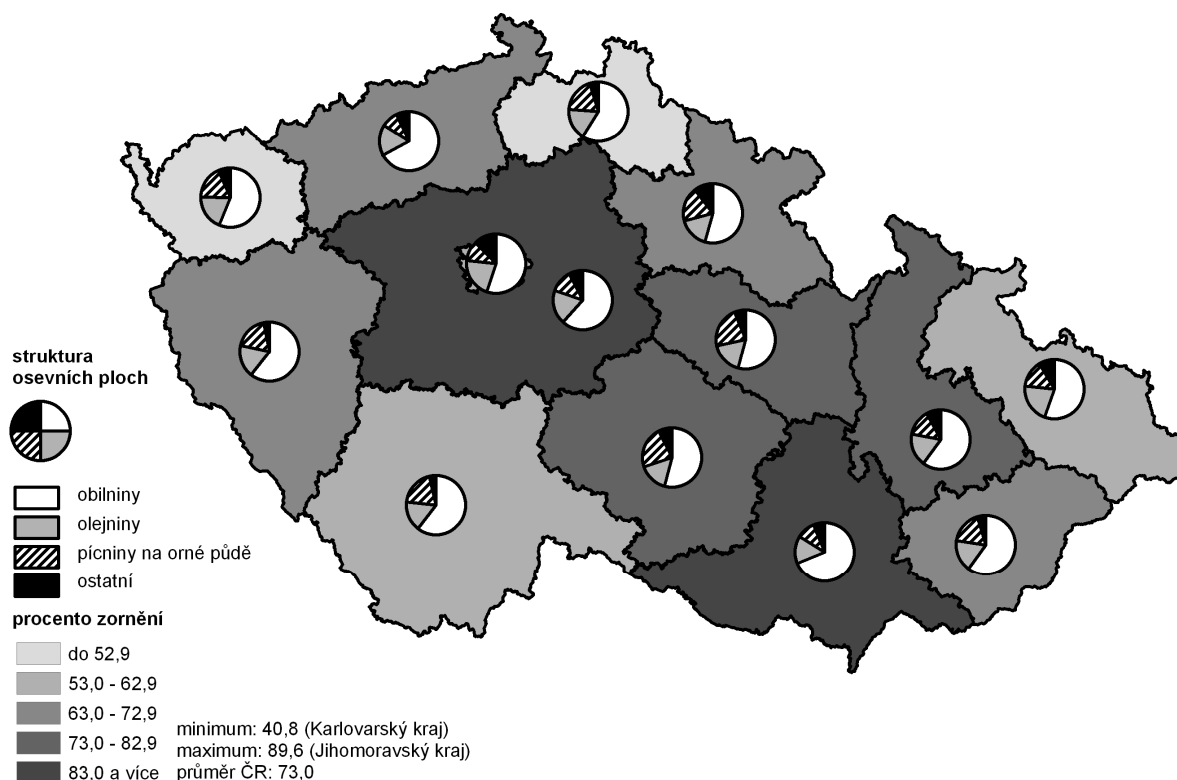 struktura
osevních ploch
obilniny
olejniny
pícniny na orné půdě
ostatní
procento zornění
do 52,9
53,0 - 62,9
63,0 - 72,9
73,0 - 82,9
83,0 a více
minimum: 40,8 (Karlovarský kraj)
maximum: 89,6 (Jihomoravský kraj)
průměr ČR: 73,0